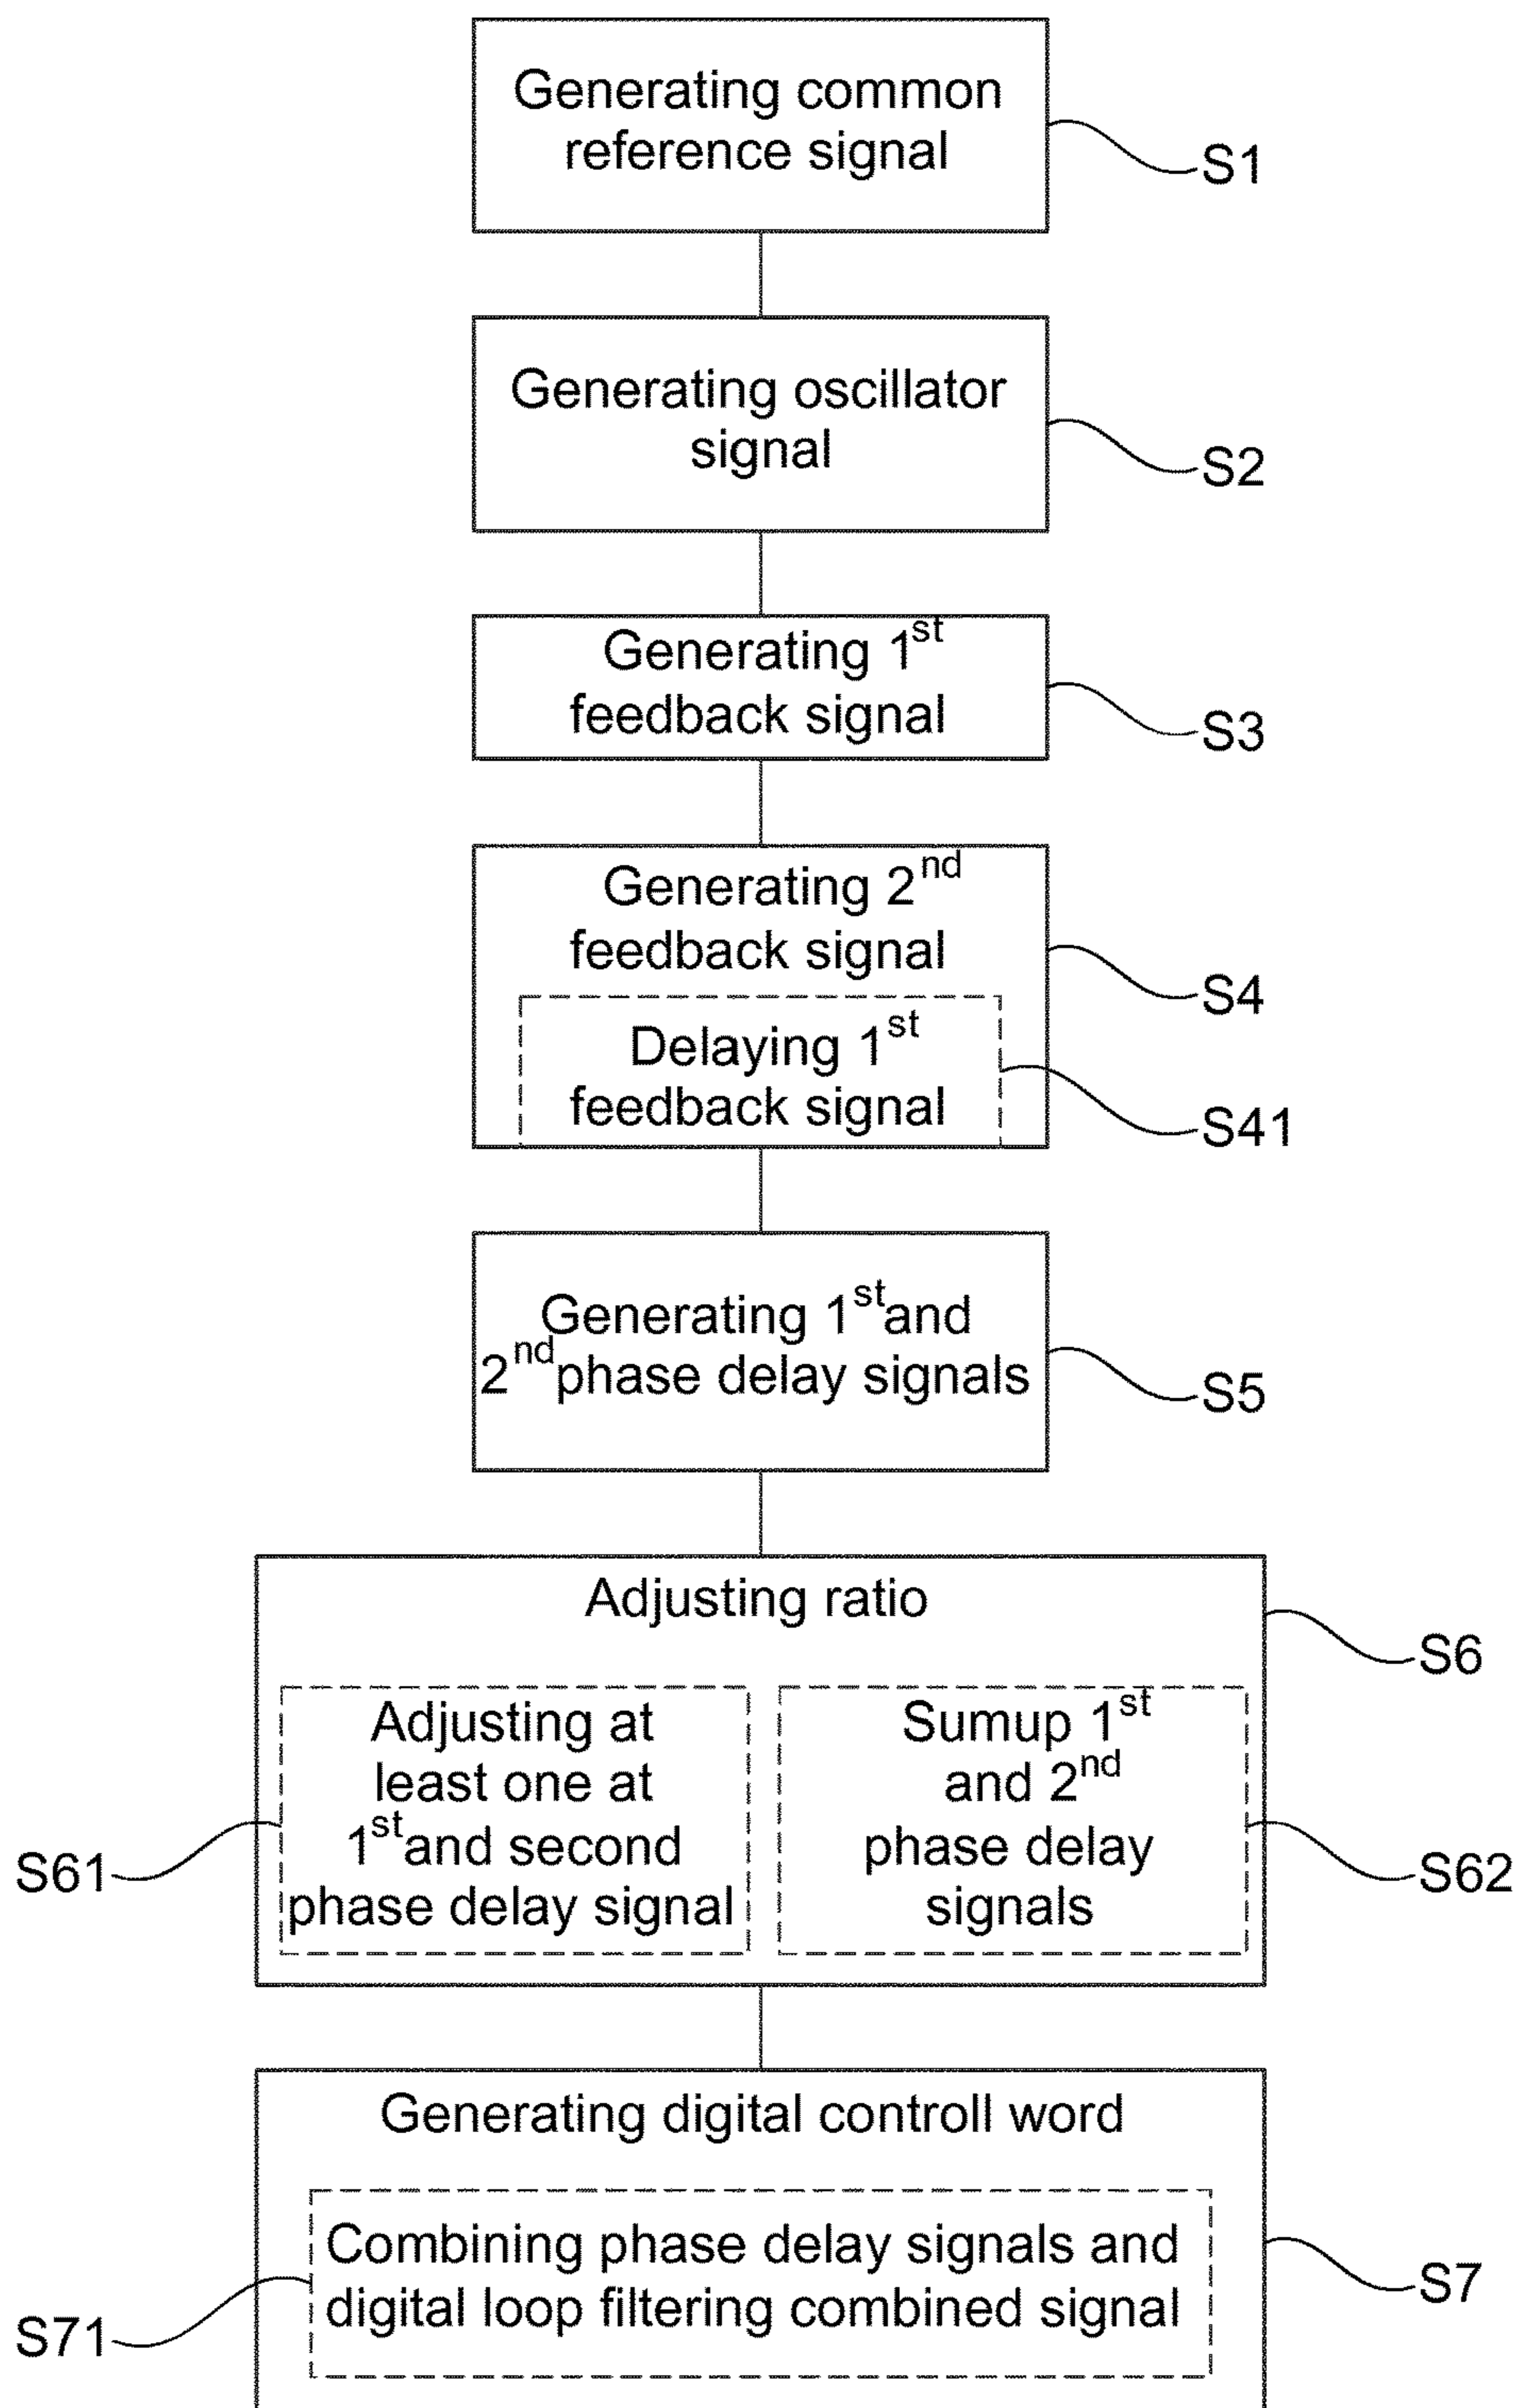 Generating common
reference signal
S1
Generating oscillator
signal
S2
Generating 1st
feedback signal
S3
Generating 2nd
feedback signal
S4
Delaying 1st
feedback signal
S41
Generating 1st and
2nd phase delay signals
S5
Adjusting ratio
S6
Adjusting at
least one at
1st and second
phase delay signal
S61
Sumup 1st
and 2nd
phase delay
signals
S62
Generating digital controll word
S7
Combining phase delay signals and
digital loop filtering combined signal
S71